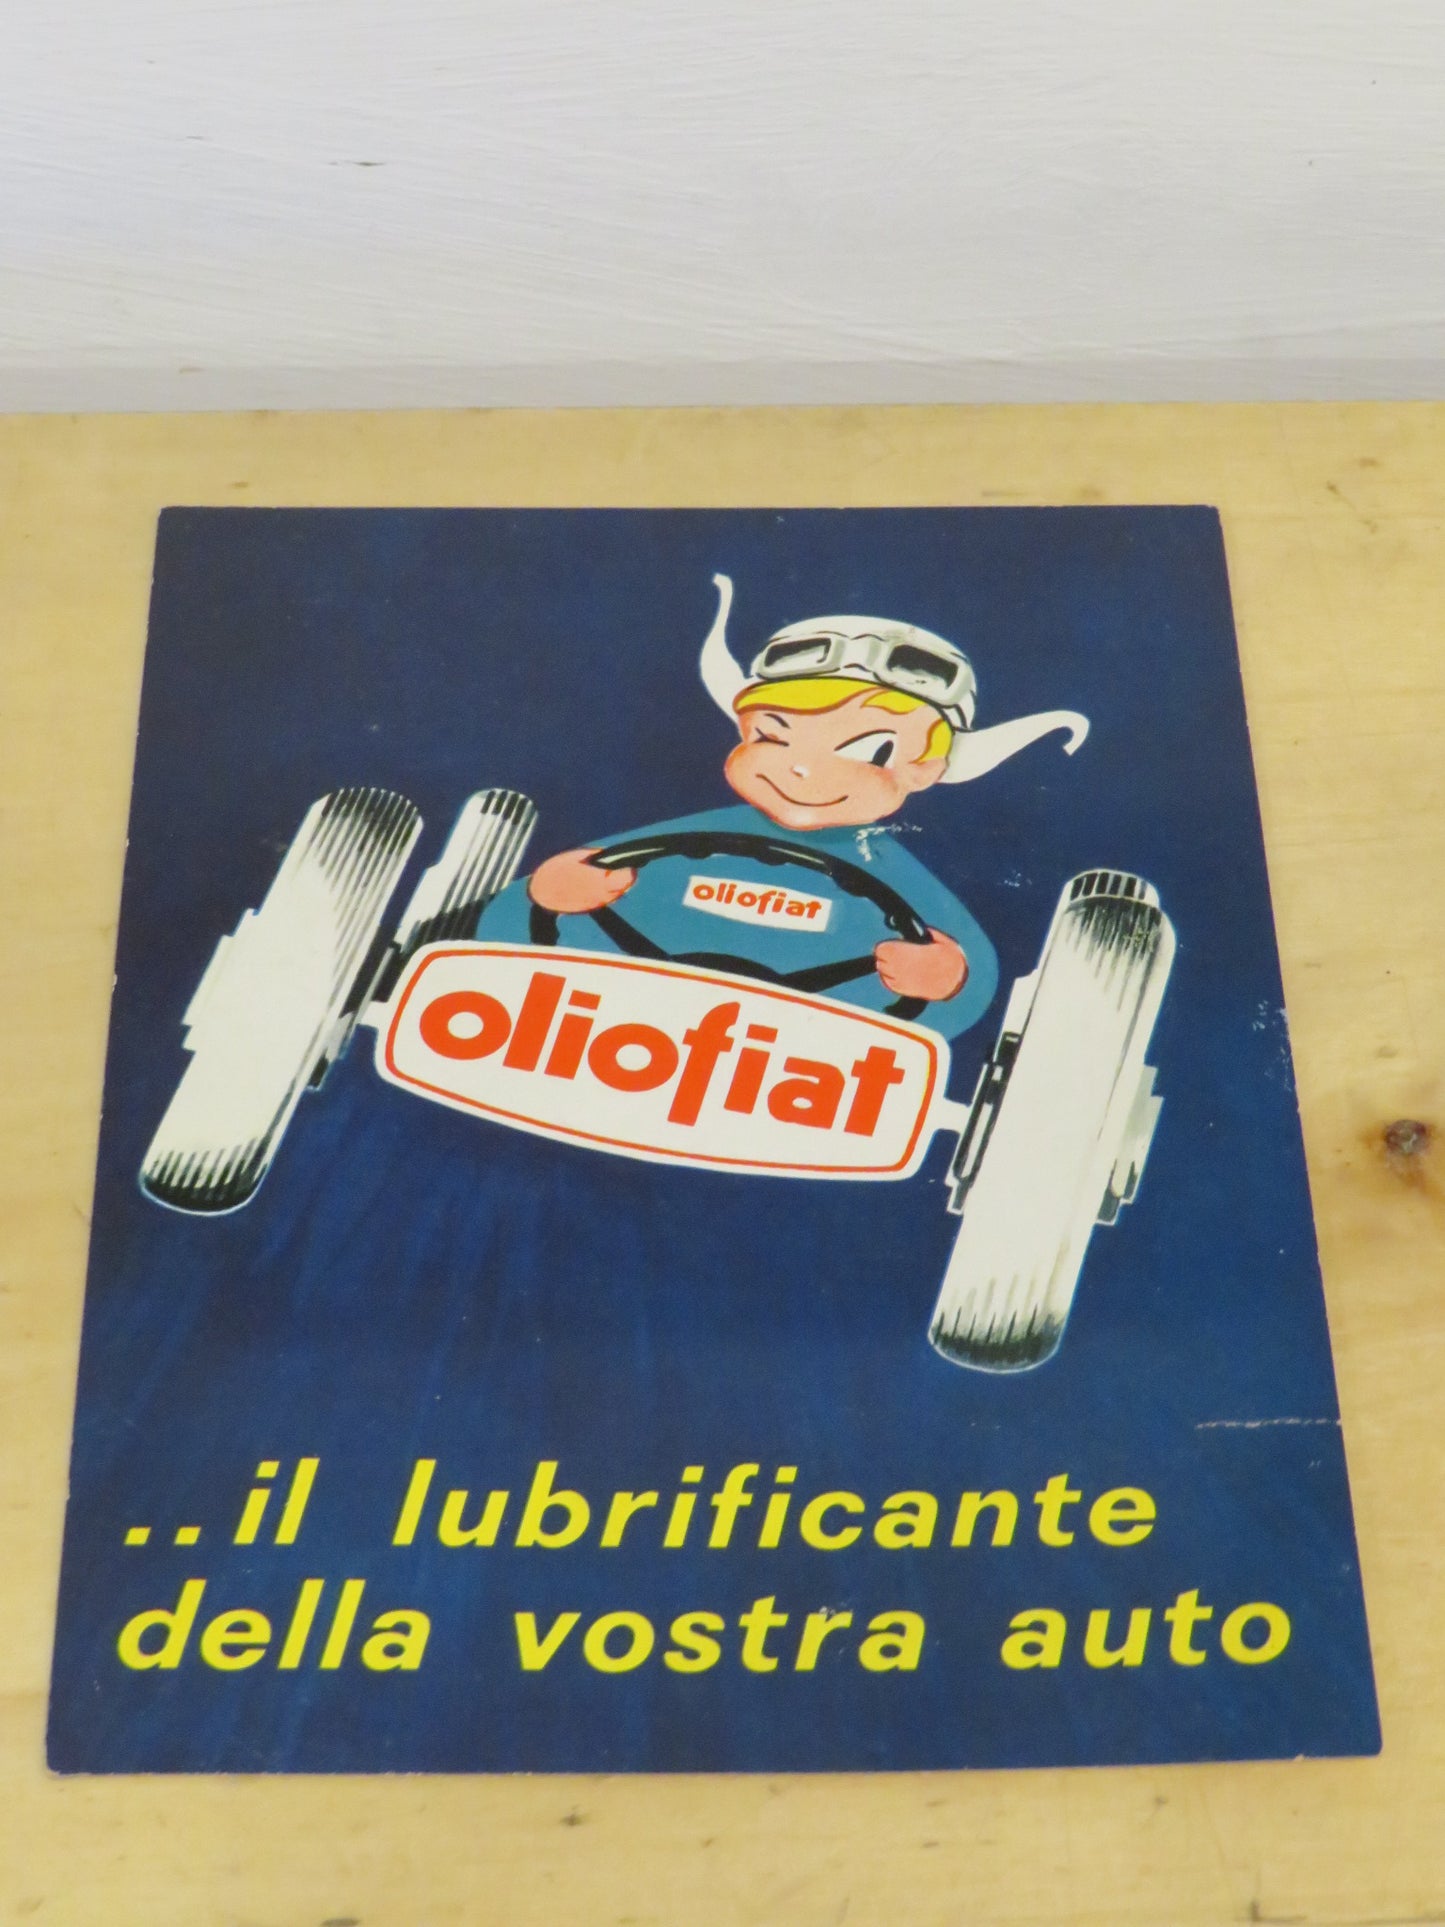 oliofiat
oliofiat
..il lubrificante
della vostra auto